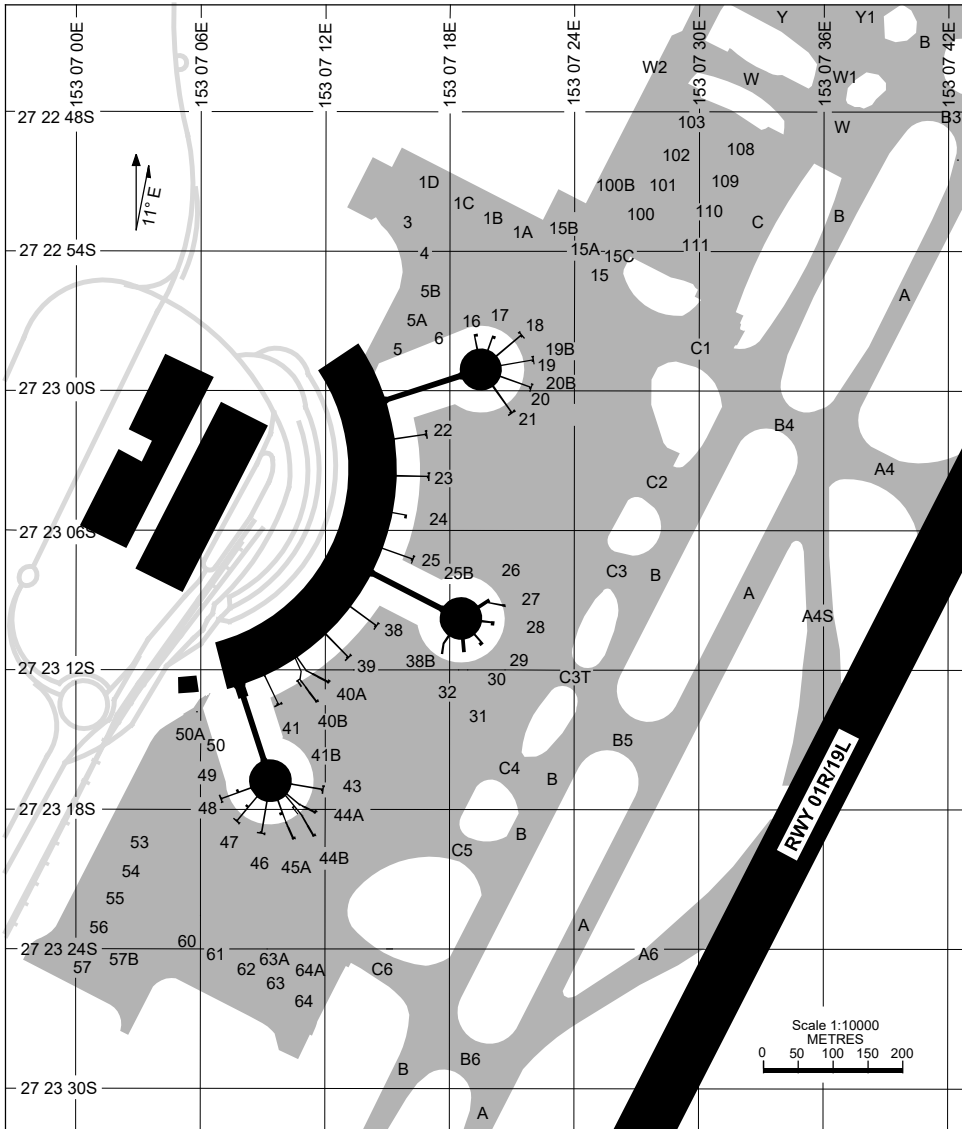 153 07 00E
153 07 06E
153 07 12E
153 07 18E
153 07 24E
153 07 30E
153 07 36E
153 07 42E
Y
Y1
B
W2
W
W1
27 22 48S
103
W
B3
102
108
1D
100B
101
109
1C
100
110
B
3
1B
1A
15B
C
11° E
27 22 54S
4
15A
15C
111
15
5B
A
5A
16
17
18
6
5
19B
C1
19
27 23 00S
20B
20
21
22
B4
23
C2
A4
24
27 23 06S
25
25B
26
C3
B
27
A
28
A4S
38
39
38B
29
27 23 12S
30
C3T
40A
32
31
41
40B
50A
50
B5
41B
49
C4
B
43
48
27 23 18S
44A
RWY 01R/19L
47
B
53
C5
46
45A
44B
54
55
56
A
60
27 23 24S
61
57B
63A
A6
57
62
64A
C6
63
64
Scale 1:10000
METRES
0 50 100 150 200
B6
B
27 23 30S
A